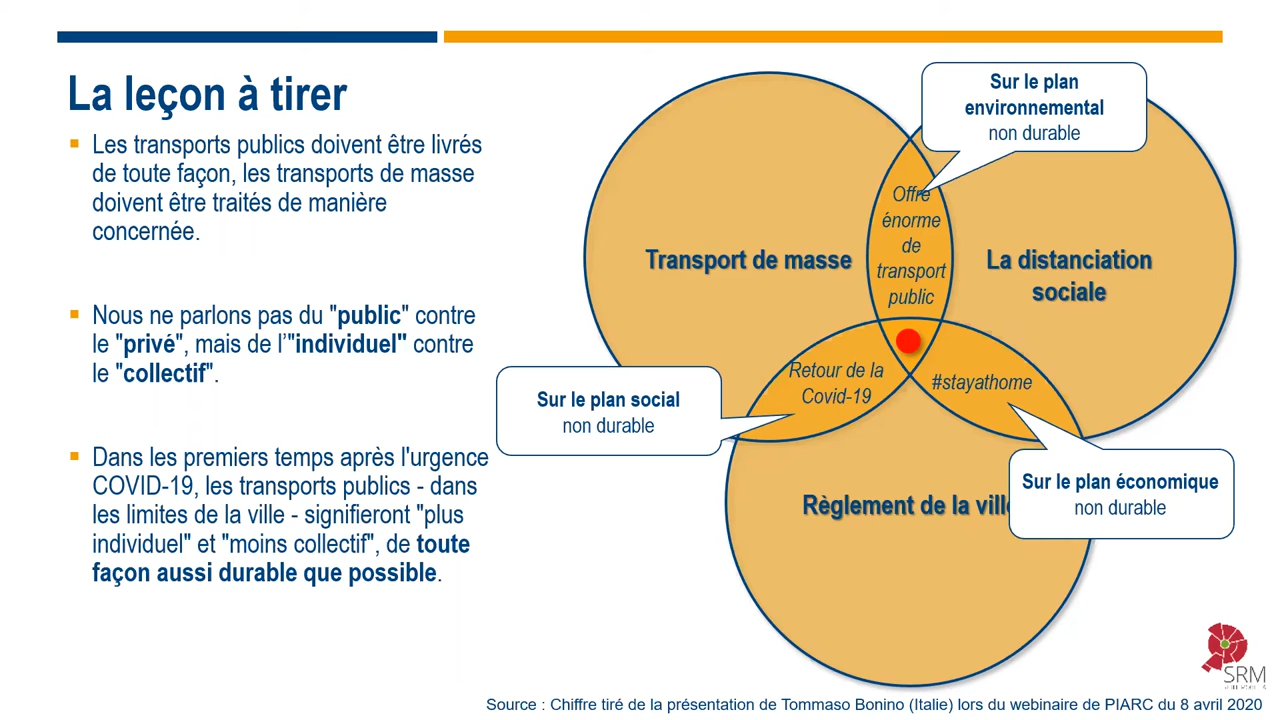 La leçon à tirer
Les transports publics doivent être livrés
de toute façon, les transports de masse
doivent être traités de manière
concernée.
Nous ne parlons pas du "public" contre
le "privé", mais de l'"individuel" contre
le "collectif".
Dans les premiers temps après l'urgence
COVID-19, les transports publics - dans
les limites de la ville - signifieront "plus
individuel" et "moins collectif", de toute
façon aussi durable que possible.
Sur le plan
environnemental
non durable
Offre
énorme
de
transport
public
Transport de masse
La distanciation
sociale
Retour de la
Covid-19
#stayathome
Sur le plan social
non durable
Sur le plan économique
non durable
Règlement de la ville
SRM
Source : Chiffre tiré de la présentation de Tommaso Bonino (Italie) lors du webinaire de PIARC du 8 avril 2020